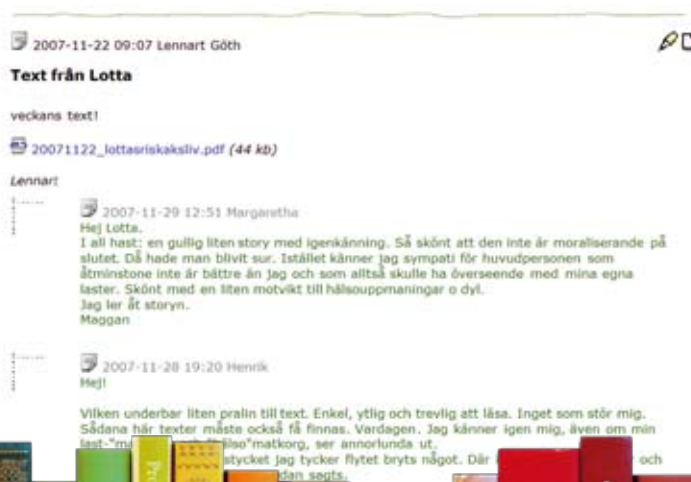 2007-11-22 09:07 Lennart Göth
Text från Lotta
veckans text!
20071122_lottasriskaksliv.pdf (44 kb)
Lennart
2007-11-29 12:51 Margaretha
Hej Lotta.
I all hast: en gullig liten story med igenkänning. Så skönt att den inte är moraliserande på
slutet. Då hade man blivit sur. Istället känner jag sympati för huvudpersonen som
åtminstone inte är bättre än jag och som alltså skulle ha överseende med mina egna
laster. Skönt med en liten motvikt till hälsouppmaningar o dyl.
Jag ler åt storyn.
Maggan
2007-11-28 19:20 Henrik
Hej!
Vilken underbar liten pralin till text. Enkel, ytlig och trevlig att läsa. Inget som stör mig.
Sådana här texter måste också få finnas. Vardagen. Jag känner igen mig, även om min
matkorg, ser annorlunda ut.
stycket jag tycker flytet bryts något. Där och
sagts.